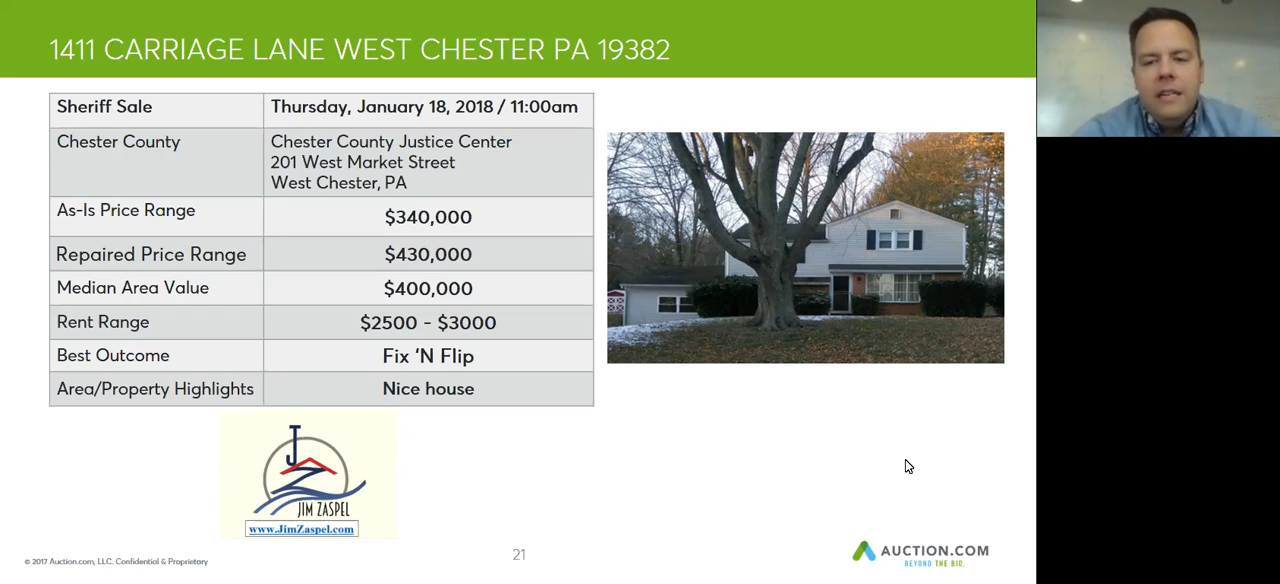 1411 CARRIAGE LANE WEST CHESTER PA 19382
Sheriff Sale Thursday, January 18, 2018 / 11:00am
Chester County Chester County Justice Center
201 West Market Street
West Chester, PA
As-Is Price Range $340,000
Repaired Price Range $430,000
Median Area Value $400,000
Rent Range $2500 - $3000
Best Outcome Fix 'N Flip
Area/Property Highlights Nice house
JZ
JIM ZASPEL
www.JimZaspel.com
© 2017 Auction.com, LLC. Confidential & Proprietary
21
AUCTION.COM
BEYOND THE BID.